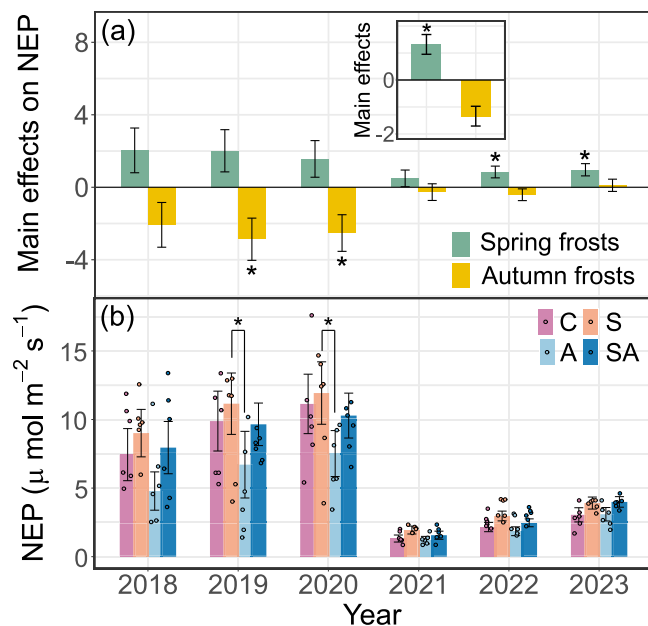 (a)
Main effects on NEP
8
4
0
-4
*
Main effects
0
-2
* *
* *
Spring frosts
Autumn frosts
(b)
NEP (μ mol m⁻² s⁻¹)
15
10
5
0
* *
C S
A SA
2018 2019 2020 2021 2022 2023
Year